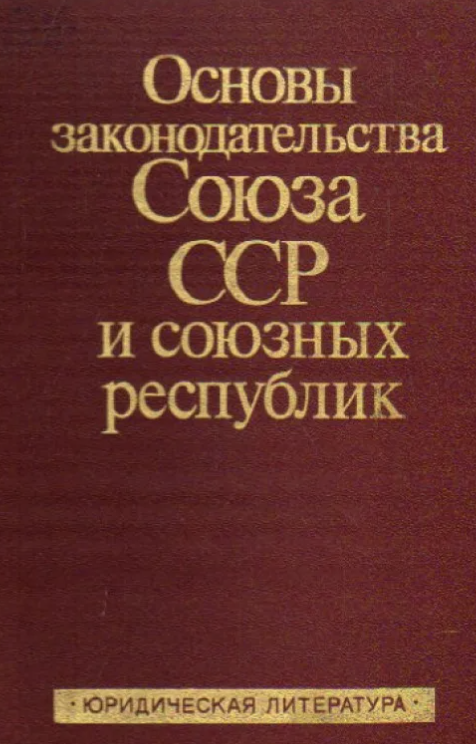 Основы
законодательства
Союза
ССР
и союзных
республик
· ЮРИДИЧЕСКАЯ ЛИТЕРАТУРА ·